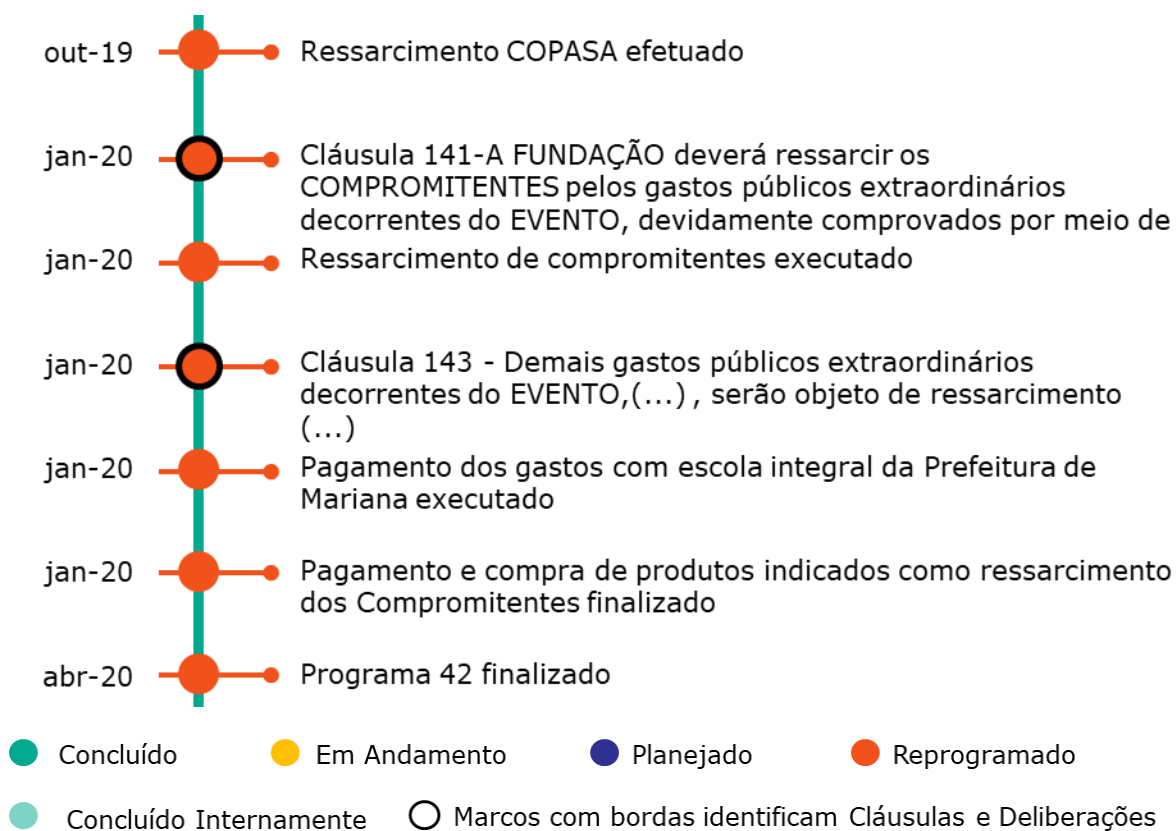 out-19 Ressarcimento COPASA efetuado
jan-20 Cláusula 141-A FUNDAÇÃO deverá ressarcir os
COMPROMITENTES pelos gastos públicos extraordinários
decorrentes do EVENTO, devidamente comprovados por meio de
jan-20 Ressarcimento de compromitentes executado
jan-20 Cláusula 143 - Demais gastos públicos extraordinários
decorrentes do EVENTO,(...) , serão objeto de ressarcimento
(...)
jan-20 Pagamento dos gastos com escola integral da Prefeitura de
Mariana executado
jan-20 Pagamento e compra de produtos indicados como ressarcimento
dos Compromitentes finalizado
abr-20 Programa 42 finalizado
Concluído Em Andamento Planejado Reprogramado
Concluído Internamente Marcos com bordas identificam Cláusulas e Deliberações